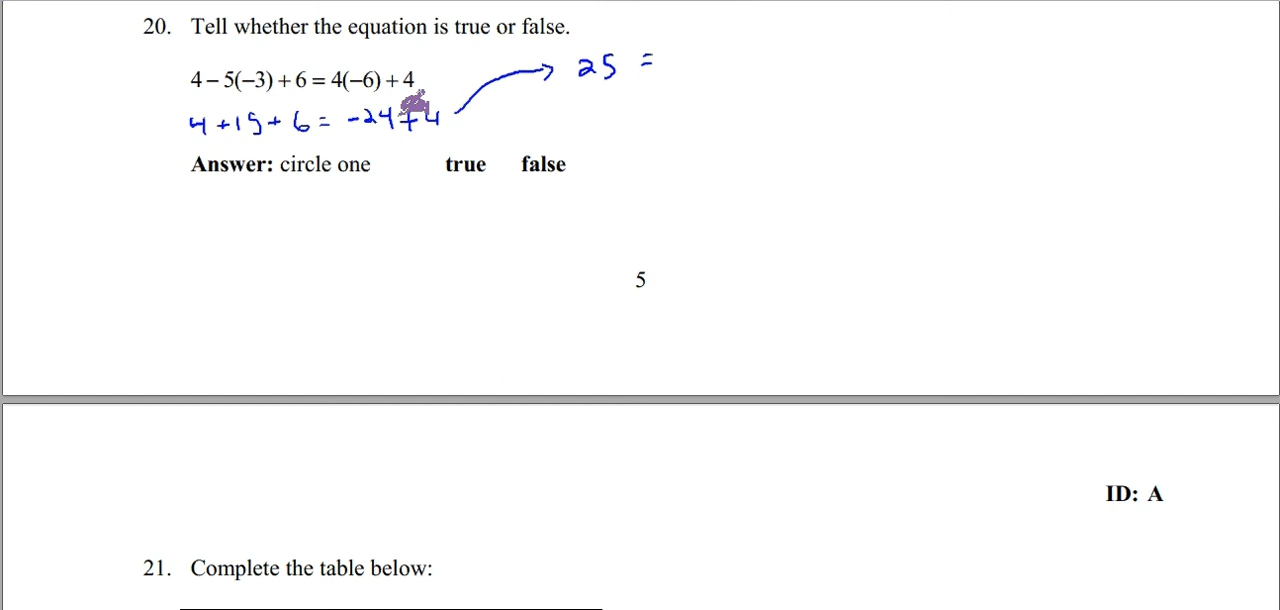 20. Tell whether the equation is true or false.
4 – 5(–3) + 6 = 4(–6) + 4
25 =
4 + 15 + 6 = -24 + 4
Answer: circle one true false
5
ID: A
21. Complete the table below: